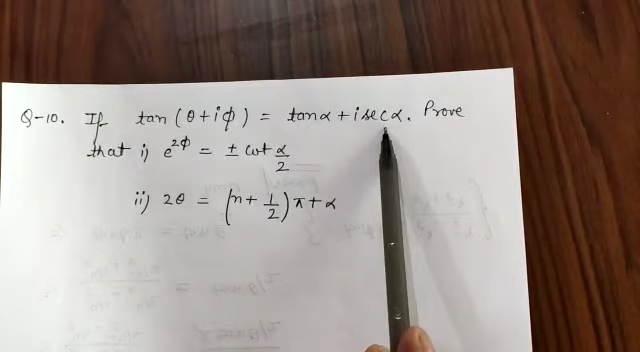 Q-10. If tan(θ+iϕ) = tanα + i secα. Prove
that i) e^{2ϕ} = ± cot α/2
ii) 2θ = (n + 1/2)π + α